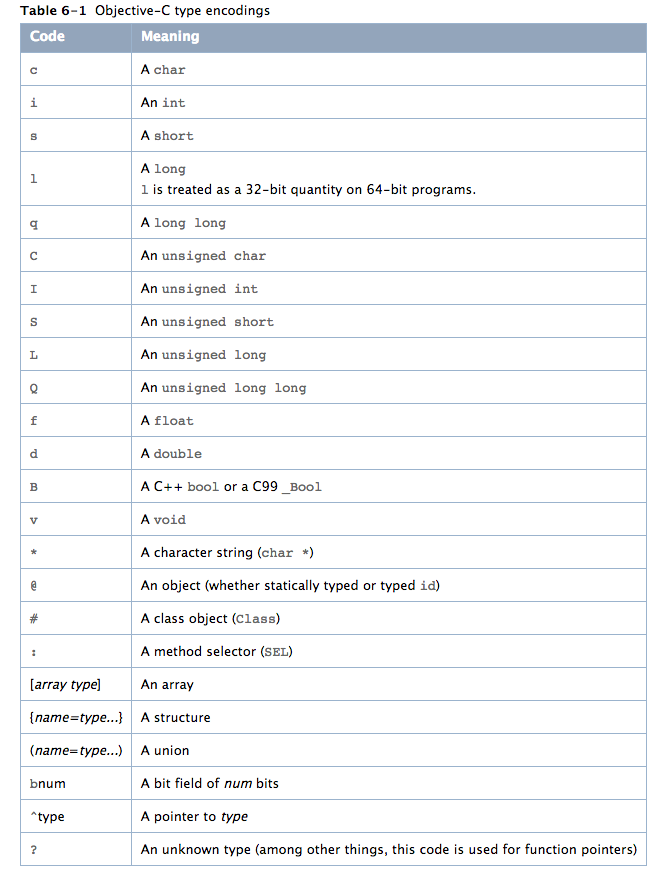 Table 6-1 Objective-C type encodings
Code Meaning
c A char
i An int
s A short
l A long
l is treated as a 32-bit quantity on 64-bit programs.
q A long long
C An unsigned char
I An unsigned int
S An unsigned short
L An unsigned long
Q An unsigned long long
f A float
d A double
B A C++ bool or a C99 _Bool
v A void
* A character string (char *)
@ An object (whether statically typed or typed id)
# A class object (Class)
: A method selector (SEL)
[array type] An array
{name=type...} A structure
(name=type...) A union
bnum A bit field of num bits
^type A pointer to type
? An unknown type (among other things, this code is used for function pointers)